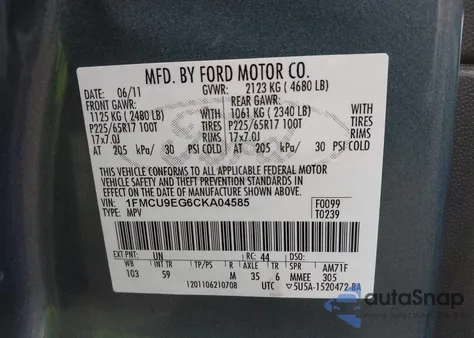 MFD. BY FORD MOTOR CO.
DATE: 06/11 GVWR: 2123 KG ( 4680 LB)
FRONT GAWR: REAR GAWR:
1125 KG ( 2480 LB) WITH 1061 KG ( 2340 LB) WITH
P225/65R17 100T TIRES P225/65R17 100T TIRES
17x7.0J RIMS 17x7.0J RIMS
AT 205 kPa/ 30 PSI COLD AT 205 kPa/ 30 PSI COLD
THIS VEHICLE CONFORMS TO ALL APPLICABLE FEDERAL MOTOR
VEHICLE SAFETY, BUMPER, AND THEFT PREVENTION STANDARDS IN
EFFECT ON THE DATE OF MANUFACTURE SHOWN ABOVE.
VIN: 1FMCU9EG6CKA04585 F0099
TYPE: MPV T0239
EXT PNT: UN RC: 44 DSO:
WB INT TR TP/PS R AXLE TR SPR AM71F
103 59 M 35 6 MMEE 305
1201106210708 UTC ▽5U5A-1520472-BA
autoSnap